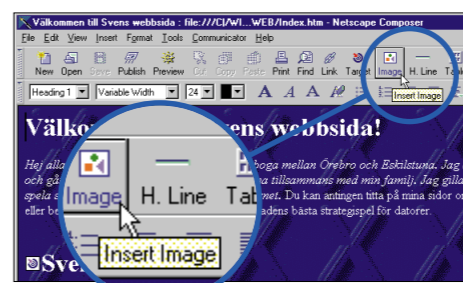 Välkommen till Svens webbsida : file:///C|/WI...WEB/Index.htm - Netscape Composer
File Edit View Insert Format Tools Communicator Help
New Open Save Publish Preview Cut Copy Paste Print Find Link Target Image H. Line Tab
Heading 1 Variable Width 24 A A A
Insert Image
Välko ens webbsida!
Hej alla boga mellan Örebro och Eskilstuna. Jag
och gå a tillsammans med min familj. Jag gilla
spela s net. Du kan antingen titta på mina sidor o
eller be adens bästa strategispel för datorer.
Image H. Line Tab
Insert Image
Sve